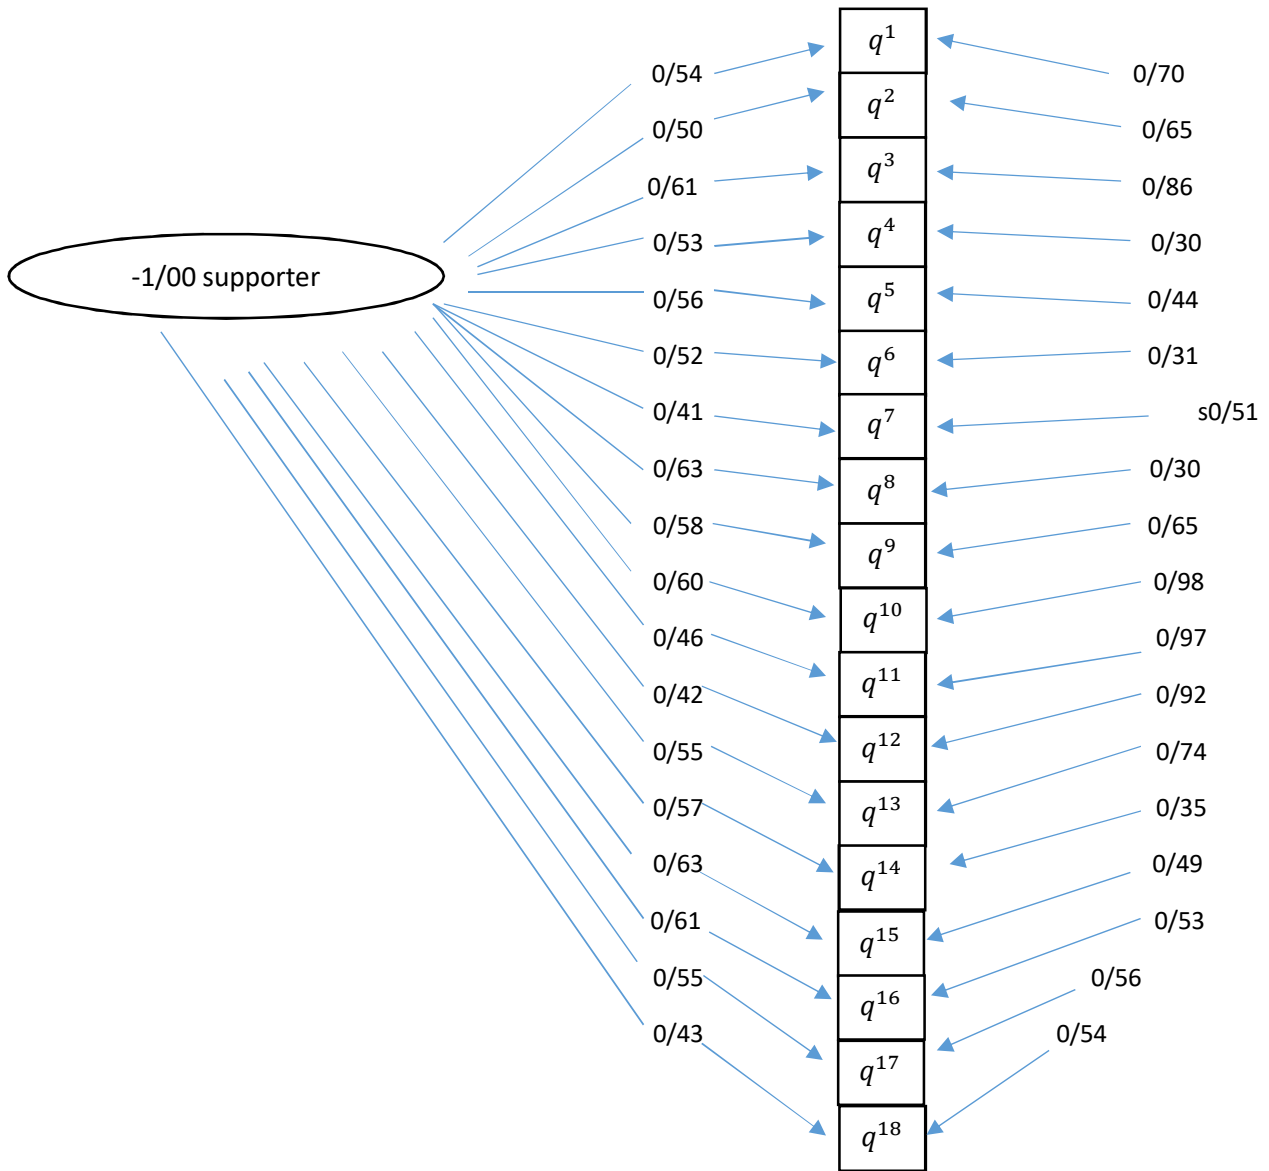 q¹
0/54
0/70
q²
0/50
0/65
q³
0/61
0/86
q⁴
0/53
0/30
-1/00 supporter
q⁵
0/56
0/44
q⁶
0/52
0/31
q⁷
0/41
s0/51
q⁸
0/63
0/30
q⁹
0/58
0/65
q¹⁰
0/60
0/98
q¹¹
0/46
0/97
q¹²
0/42
0/92
q¹³
0/55
0/74
q¹⁴
0/57
0/35
q¹⁵
0/63
0/49
q¹⁶
0/61
0/53
q¹⁷
0/55
0/56
q¹⁸
0/43
0/54